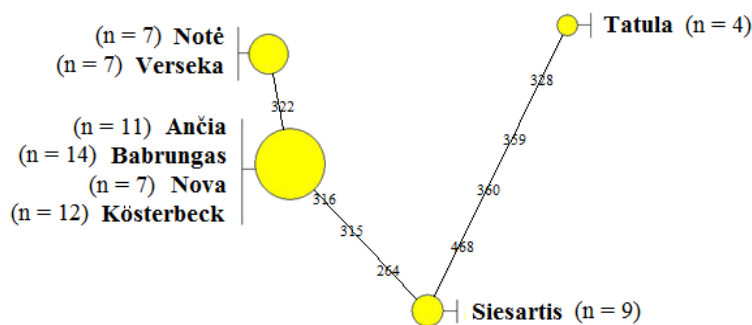 (n = 7) Notė
(n = 7) Verseka
Tatula (n = 4)
328
322
(n = 11) Ančia
(n = 14) Babrungas
(n = 7) Nova
(n = 12) Kösterbeck
359
360
316
315
468
264
Siesartis (n = 9)